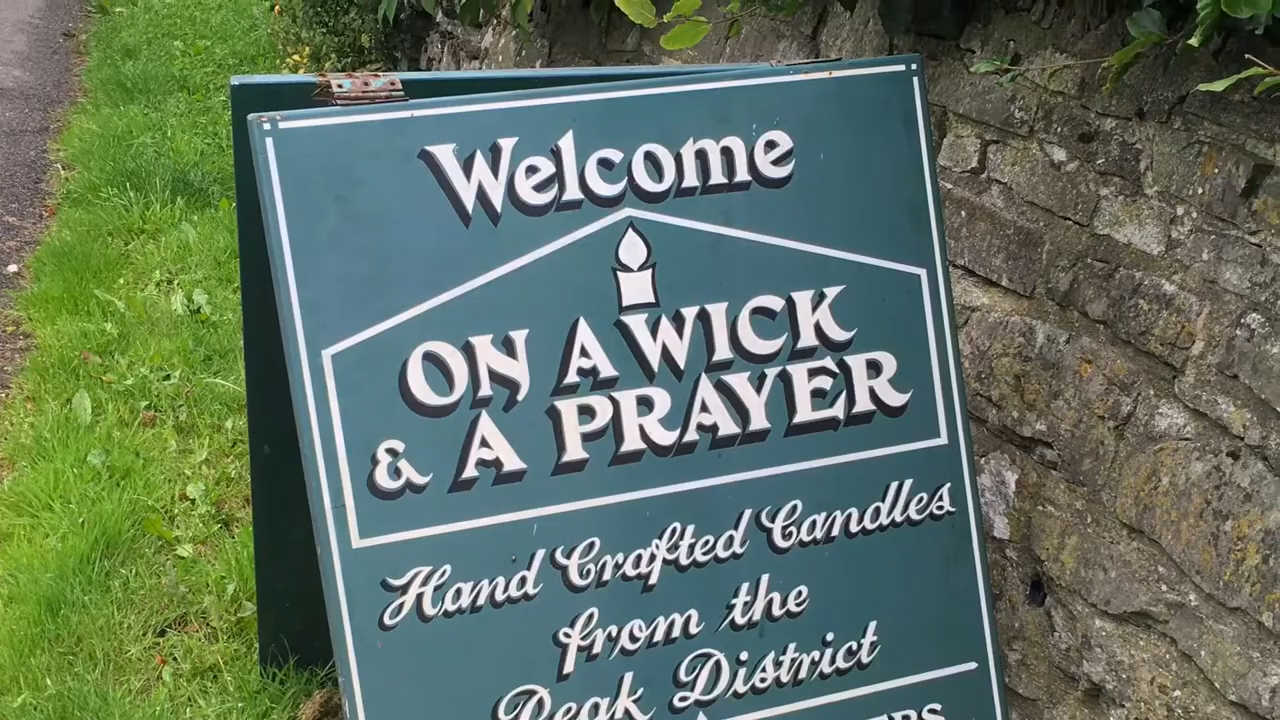 Welcome
ON A WICK
& A PRAYER
Hand Crafted Candles
from the
Peak District